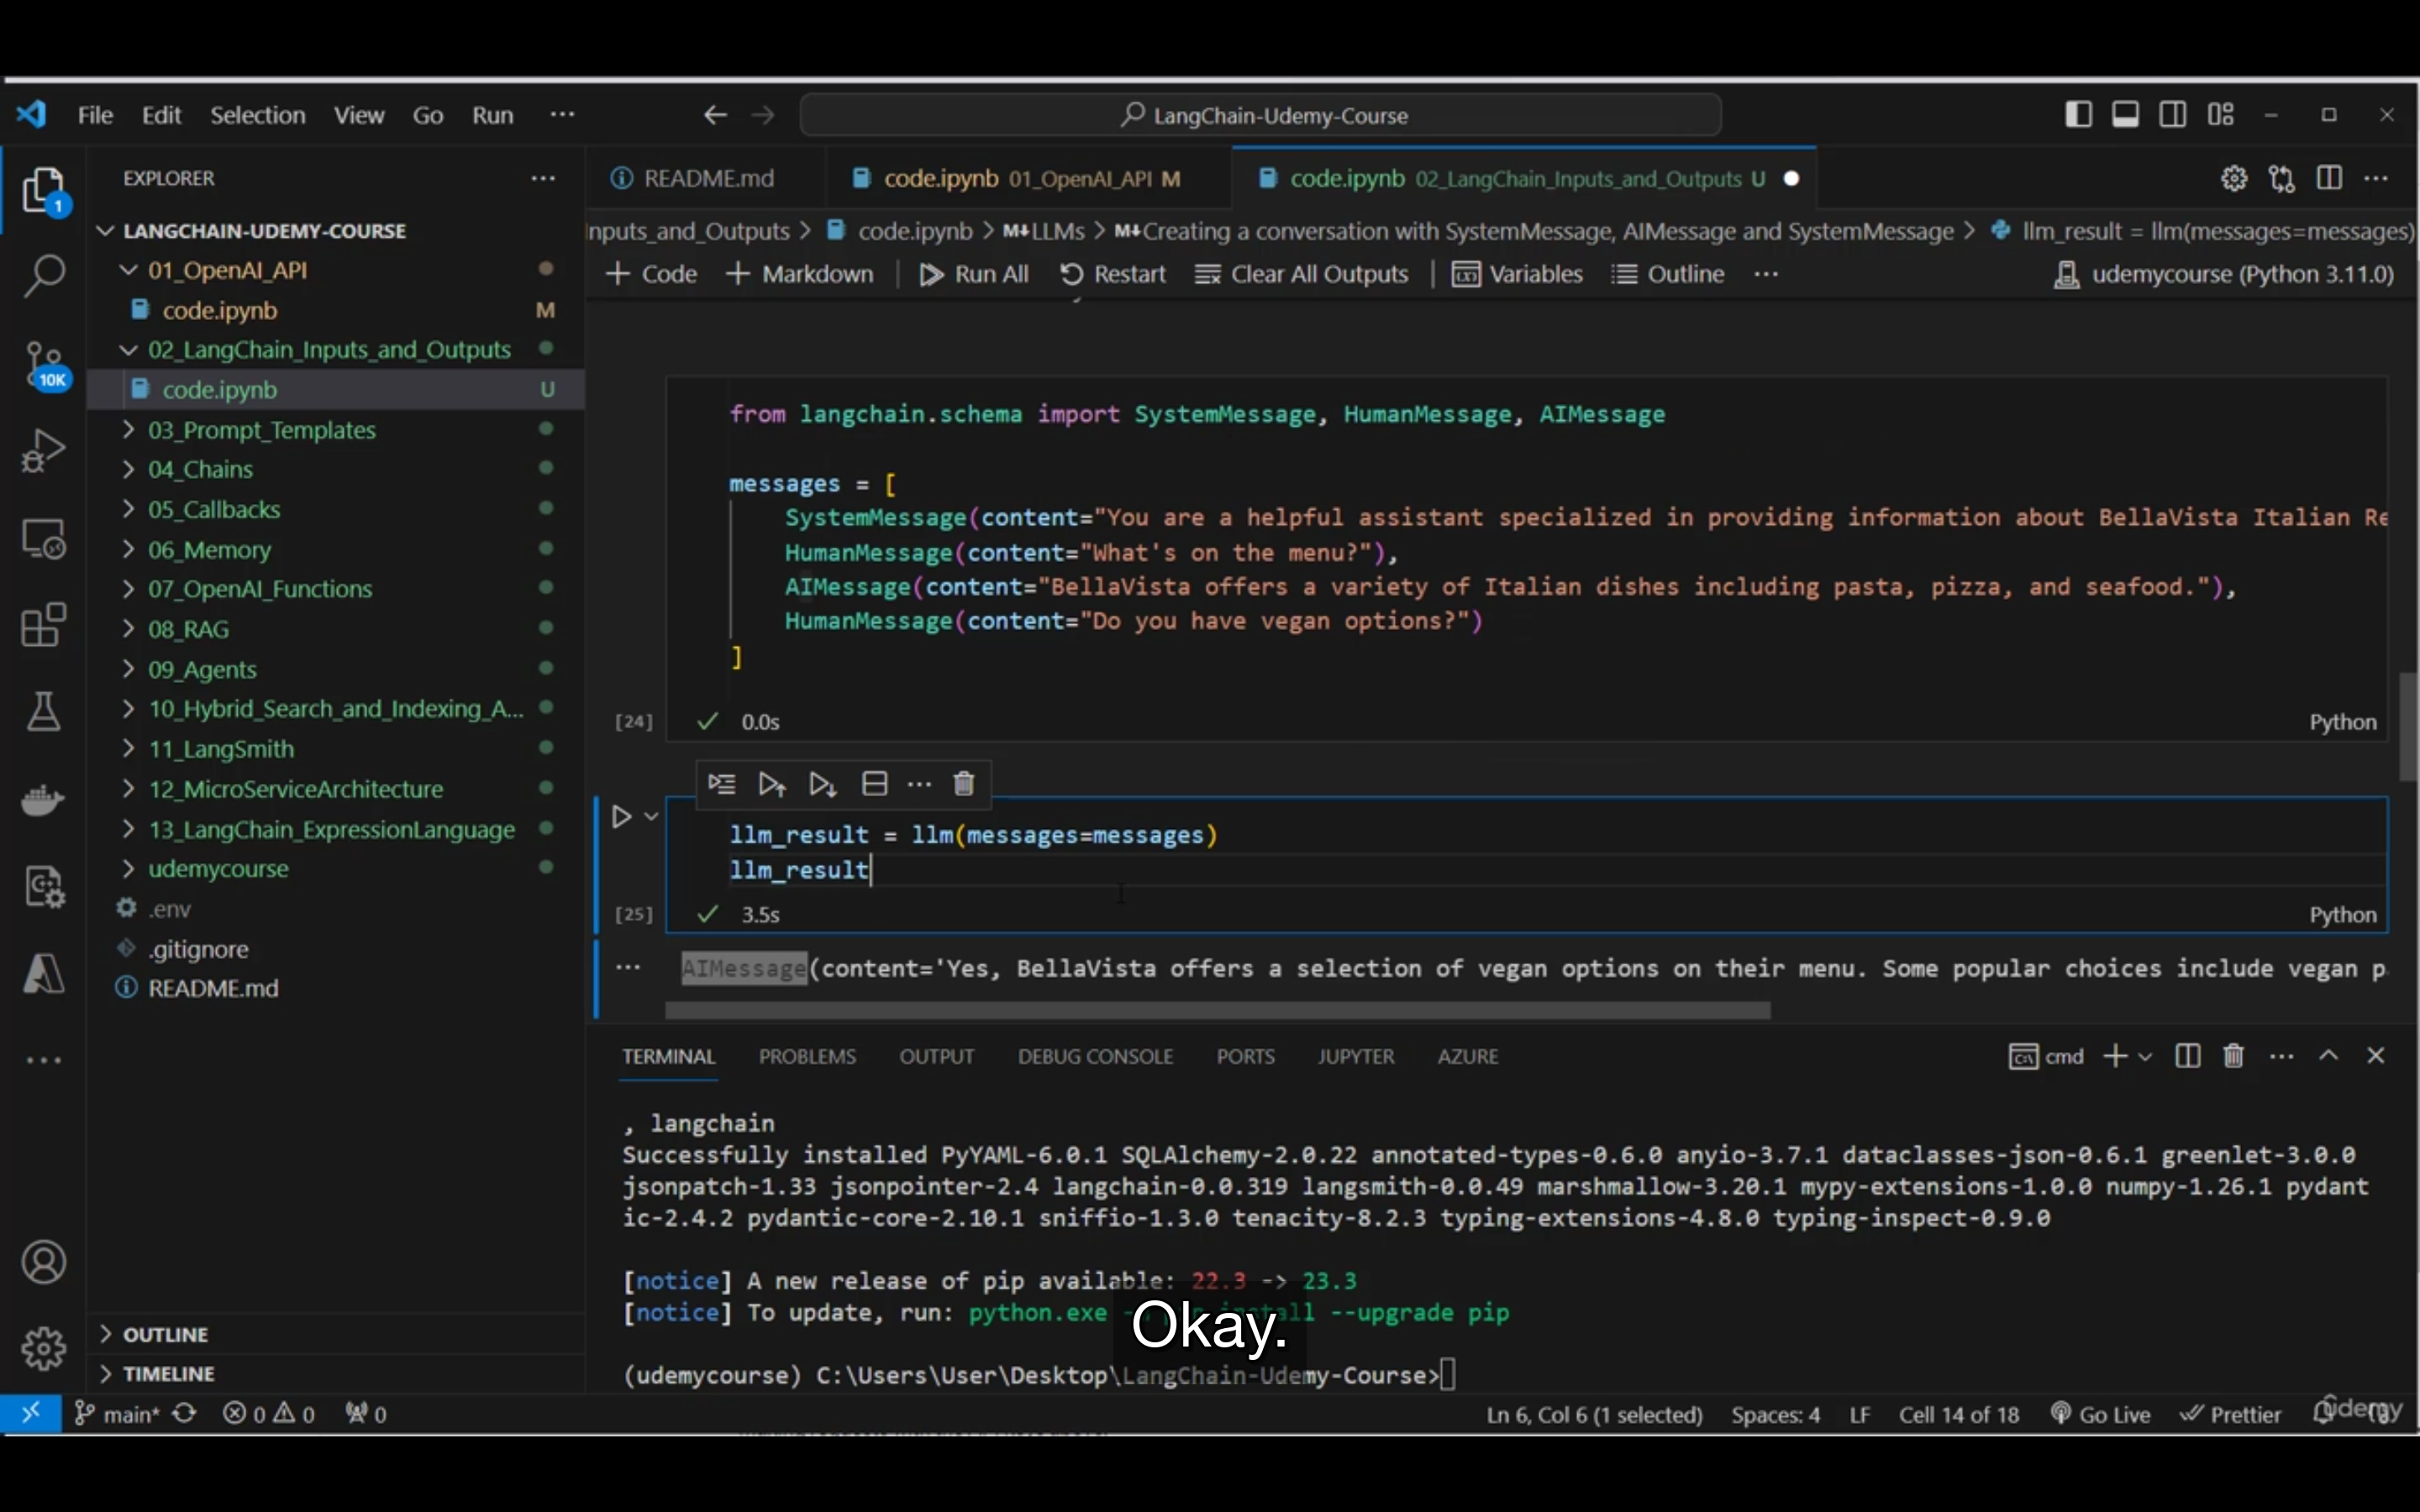 File Edit Selection View Go Run ...
LangChain-Udemy-Course
EXPLORER
1
LANGCHAIN-UDEMY-COURSE
01_OpenAI_API
code.ipynb M
02_LangChain_Inputs_and_Outputs
10K
code.ipynb U
03_Prompt_Templates
04_Chains
05_Callbacks
06_Memory
07_OpenAI_Functions
08_RAG
09_Agents
10_Hybrid_Search_and_Indexing_A...
11_LangSmith
12_MicroServiceArchitecture
13_LangChain_ExpressionLanguage
udemycourse
.env
.gitignore
README.md
OUTLINE
TIMELINE
README.md
code.ipynb 01_OpenAI_API M
code.ipynb 02_LangChain_Inputs_and_Outputs U
nputs_and_Outputs > code.ipynb > M↓LLMs > M↓Creating a conversation with SystemMessage, AIMessage and SystemMessage > llm_result = llm(messages=messages)
+ Code + Markdown | Run All Restart Clear All Outputs | Variables Outline ...
udemycourse (Python 3.11.0)
from langchain.schema import SystemMessage, HumanMessage, AIMessage
messages = [
SystemMessage(content="You are a helpful assistant specialized in providing information about BellaVista Italian Re
HumanMessage(content="What's on the menu?"),
AIMessage(content="BellaVista offers a variety of Italian dishes including pasta, pizza, and seafood."),
HumanMessage(content="Do you have vegan options?")
]
[24] 0.0s Python
llm_result = llm(messages=messages)
llm_result
[25] 3.5s Python
AIMessage(content='Yes, BellaVista offers a selection of vegan options on their menu. Some popular choices include vegan p
TERMINAL PROBLEMS OUTPUT DEBUG CONSOLE PORTS JUPYTER AZURE
cmd
, langchain
Successfully installed PyYAML-6.0.1 SQLAlchemy-2.0.22 annotated-types-0.6.0 anyio-3.7.1 dataclasses-json-0.6.1 greenlet-3.0.0
jsonpatch-1.33 jsonpointer-2.4 langchain-0.0.319 langsmith-0.0.49 marshmallow-3.20.1 mypy-extensions-1.0.0 numpy-1.26.1 pydant
ic-2.4.2 pydantic-core-2.10.1 sniffio-1.3.0 tenacity-8.2.3 typing-extensions-4.8.0 typing-inspect-0.9.0
[notice] A new release of pip available: 22.3 -> 23.3
[notice] To update, run: python.exe -m pip install --upgrade pip
Okay.
(udemycourse) C:\Users\User\Desktop\LangChain-Udemy-Course>
main* 0 0 0
Ln 6, Col 6 (1 selected) Spaces: 4 LF Cell 14 of 18 Go Live Prettier
udemy